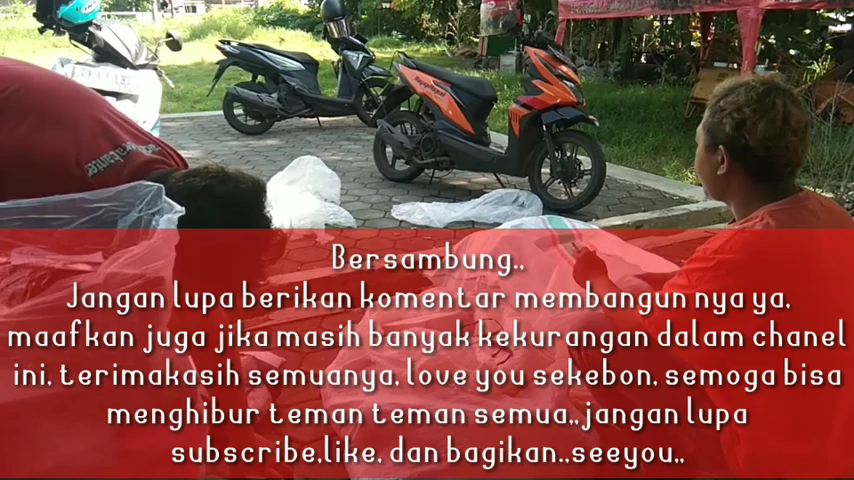 Bersambung..
Jangan lupa berikan komentar membangun nya ya,
maafkan juga jika masih banyak kekurangan dalam chanel
ini, terimakasih semuanya, love you sekebon, semoga bisa
menghibur teman teman semua,,jangan lupa
subscribe,like, dan bagikan..,seeyou,,